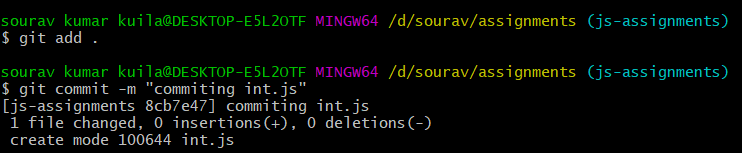 sourav kumar kuila@DESKTOP-E5L2OTF MINGW64 /d/sourav/assignments (js-assignments)
$ git add .
sourav kumar kuila@DESKTOP-E5L2OTF MINGW64 /d/sourav/assignments (js-assignments)
$ git commit -m "commiting int.js"
[js-assignments 8cb7e47] commiting int.js
 1 file changed, 0 insertions(+), 0 deletions(-)
 create mode 100644 int.js